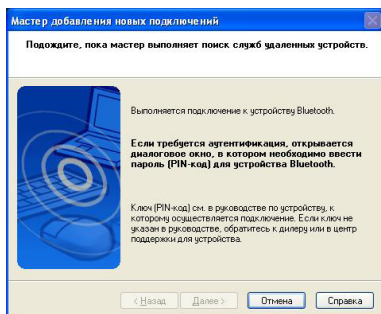 Мастер добавления новых подключений
Подождите, пока мастер выполняет поиск служб удаленных устройств.
Выполняется подключение к устройству Bluetooth.
Если требуется аутентификация, открывается
диалоговое окно, в котором необходимо ввести
пароль (PIN-код) для устройства Bluetooth.
Ключ (PIN-код) см. в руководстве по устройству, к
которому осуществляется подключение. Если ключ не
указан в руководстве, обратитесь к дилеру или в центр
поддержки для устройства.
< Назад Далее > Отмена Справка